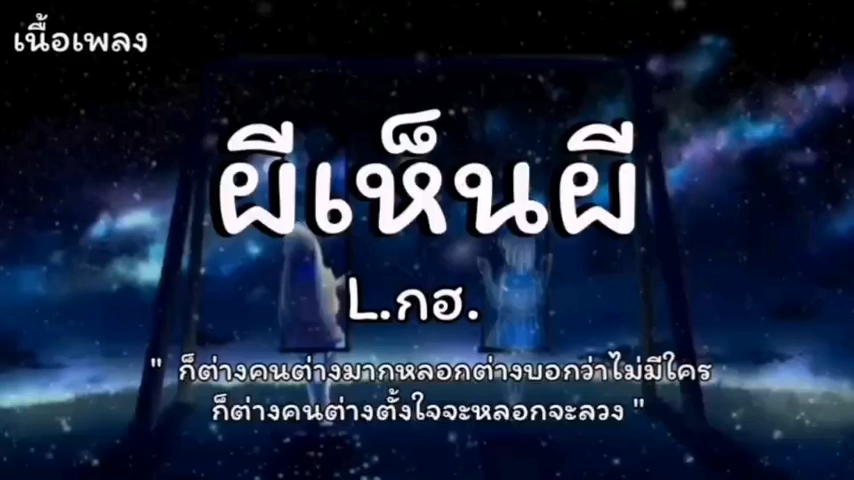 เนื้อเพลง
ผีเห็นผี
L.กฮ.
" ก็ต่างคนต่างมากหลอกต่างบอกว่าไม่มีใคร
ก็ต่างคนต่างตั้งใจจะหลอกจะลวง "